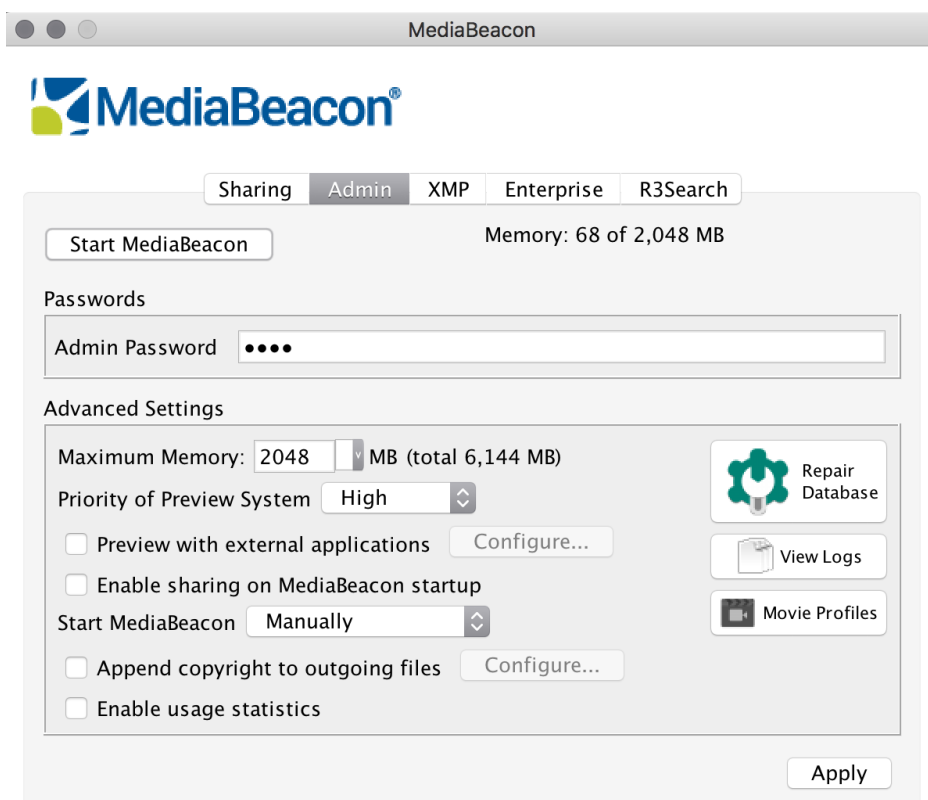 MediaBeacon
MediaBeacon®
Sharing Admin XMP Enterprise R3Search
Start MediaBeacon Memory: 68 of 2,048 MB
Passwords
Admin Password ••••
Advanced Settings
Maximum Memory: 2048 MB (total 6,144 MB)
Repair
Database
Priority of Preview System High
Preview with external applications Configure...
View Logs
Enable sharing on MediaBeacon startup
Start MediaBeacon Manually
Movie Profiles
Append copyright to outgoing files Configure...
Enable usage statistics
Apply